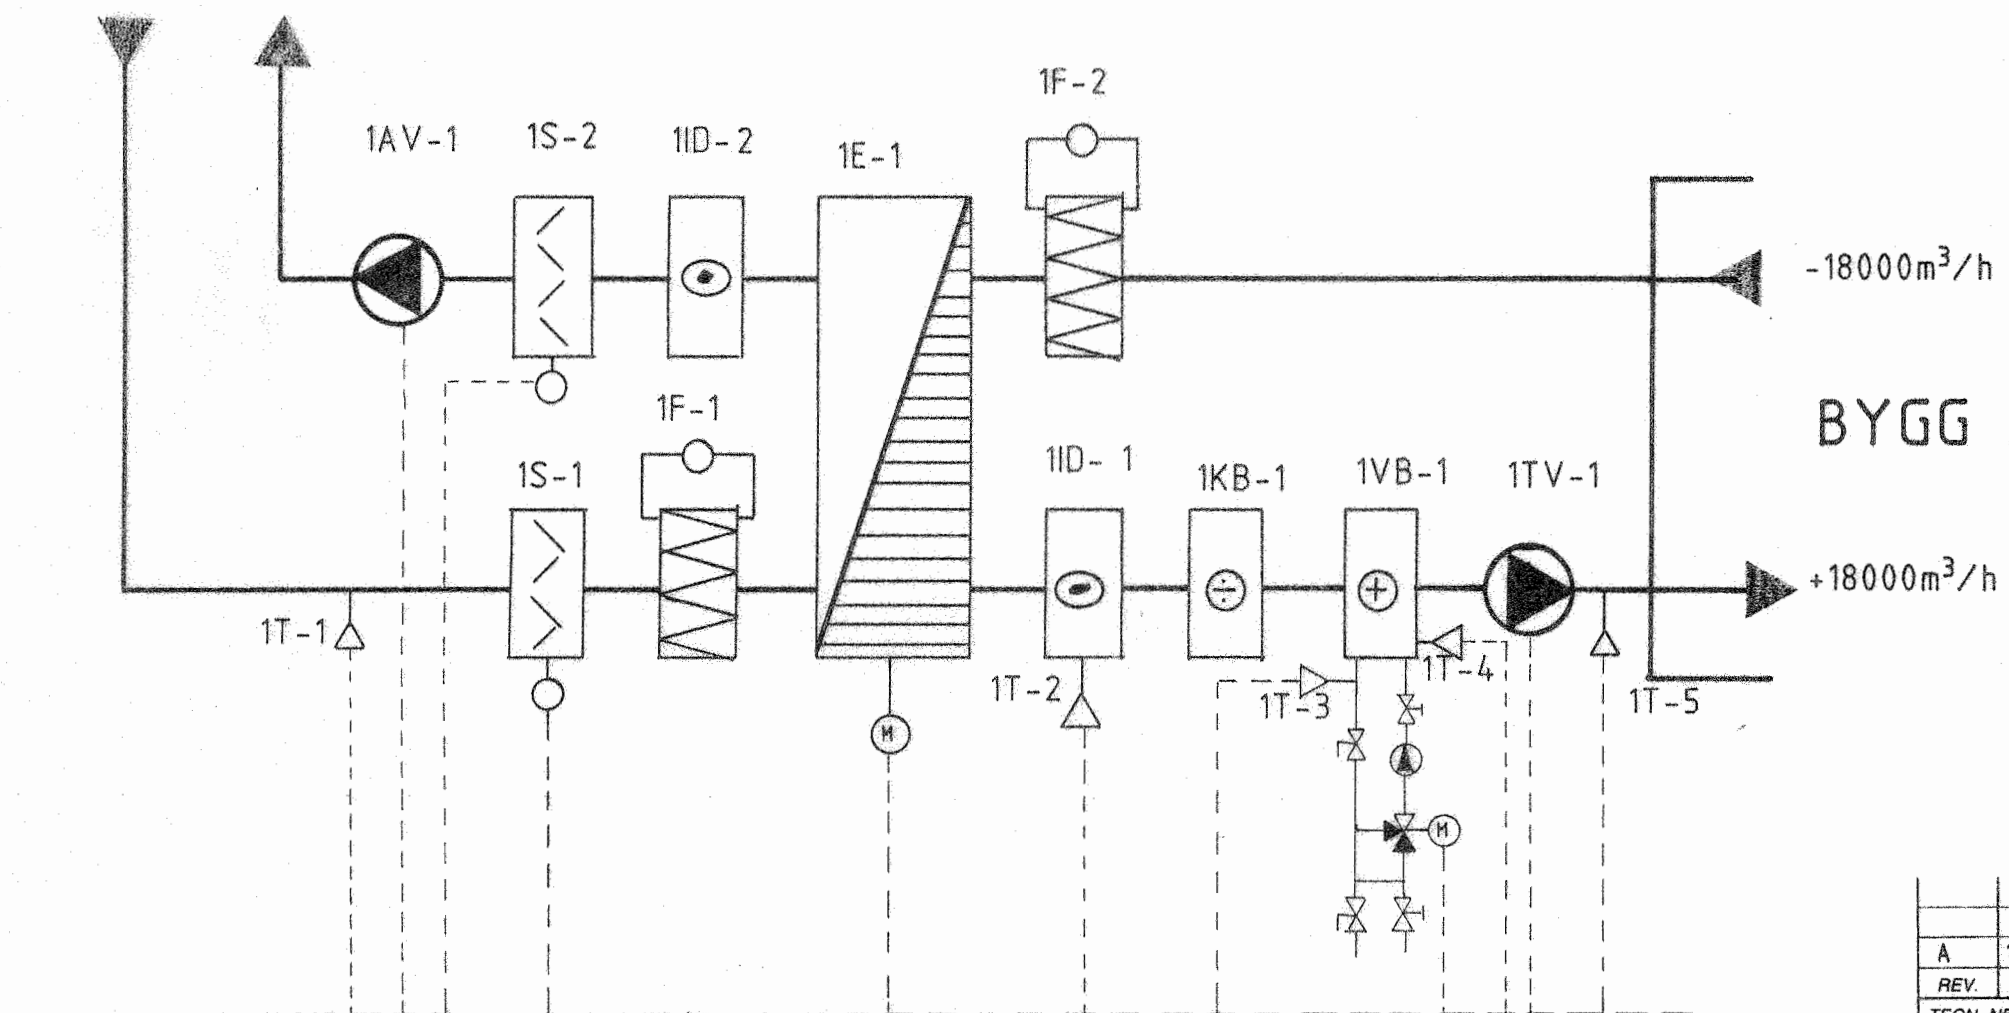 1F-2
1AV-1
1S-2
1ID-2
1E-1
-18000m³/h
1F-1
BYGG
1S-1
1ID- 1
1KB-1
1VB-1
1TV-1
+18000m³/h
1T-1
1T-2
1T-3
1T-4
1T-5
M
M
A
REV.